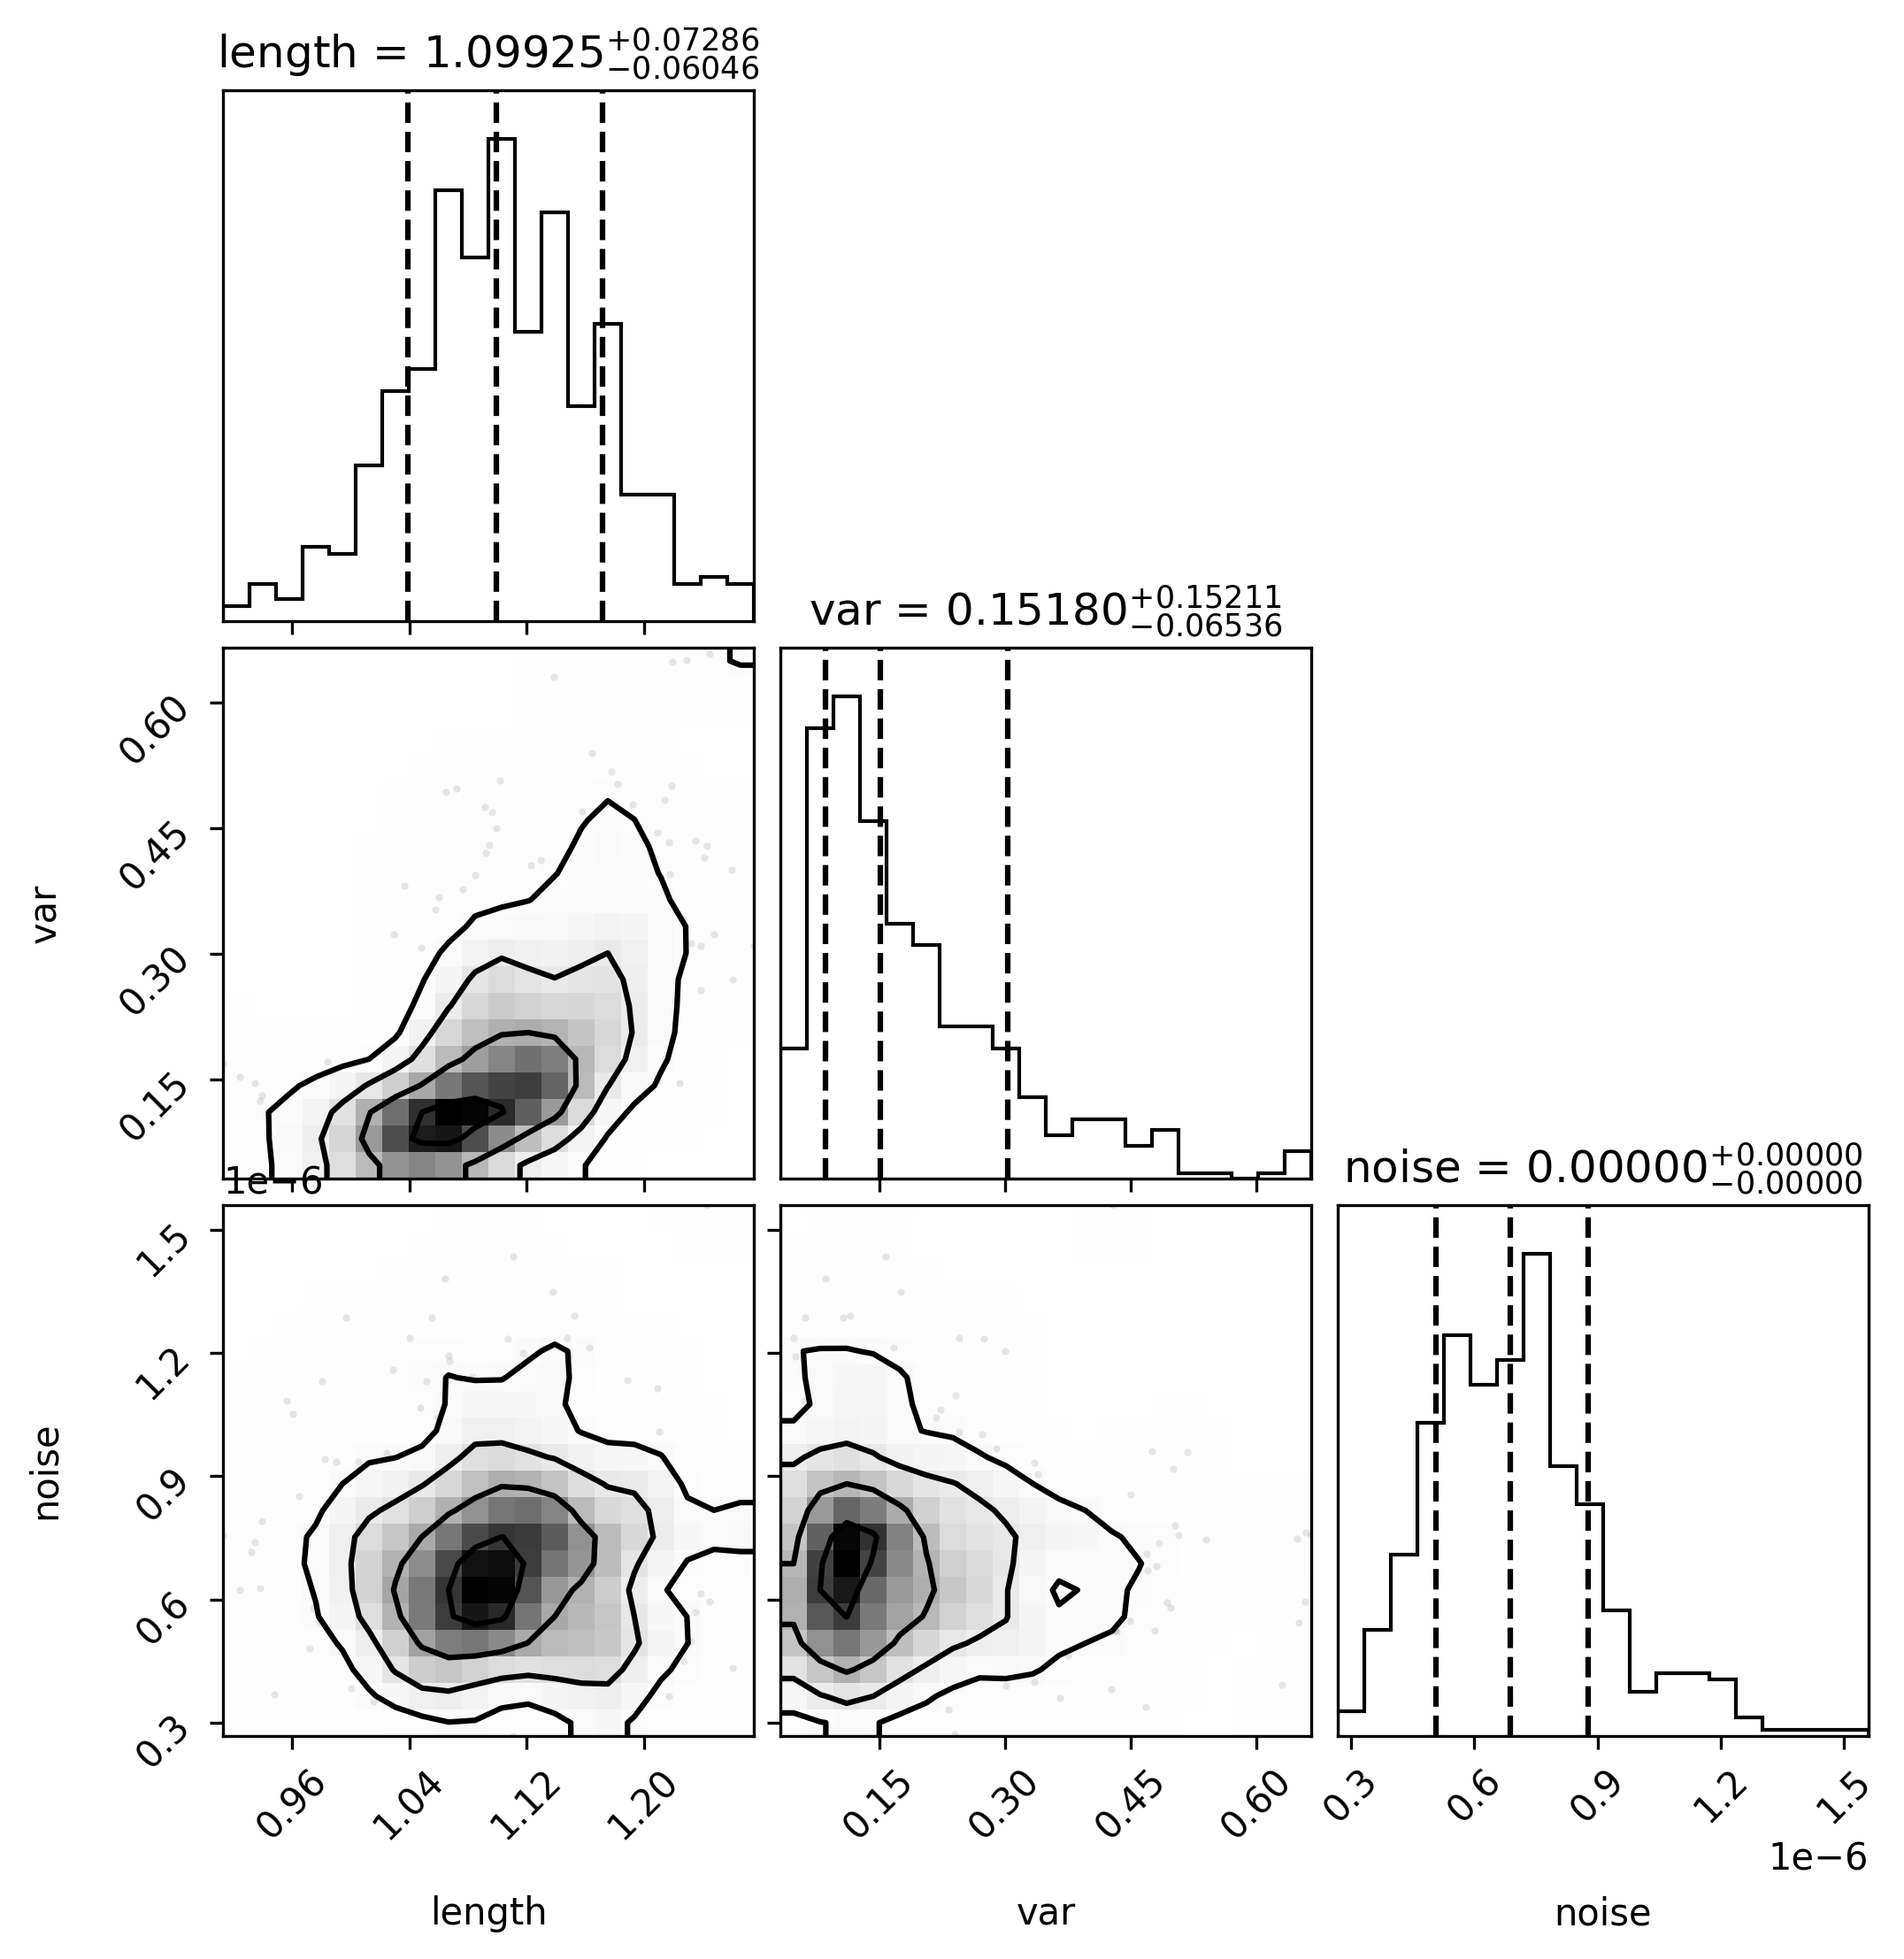 length = 1.09925 +0.07286 −0.06046
var = 0.15180 +0.15211 −0.06536
0.60
0.45
0.30
0.15
var
noise = 0.00000 +0.00000 −0.00000
1e−6
1.5
1.2
0.9
0.6
0.3
noise
0.96 1.04 1.12 1.20 0.15 0.30 0.45 0.60 0.3 0.6 0.9 1.2 1.5
1e−6
length var noise